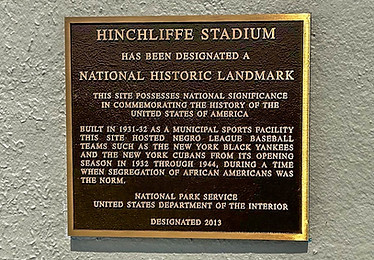 HINCHLIFFE STADIUM
HAS BEEN DESIGNATED A
NATIONAL HISTORIC LANDMARK
THIS SITE POSSESSES NATIONAL SIGNIFICANCE
IN COMMEMORATING THE HISTORY OF THE
UNITED STATES OF AMERICA
BUILT IN 1931-32 AS A MUNICIPAL SPORTS FACILITY
THIS SITE HOSTED NEGRO LEAGUE BASEBALL
TEAMS SUCH AS THE NEW YORK BLACK YANKEES
AND THE NEW YORK CUBANS FROM ITS OPENING
SEASON IN 1932 THROUGH 1944, DURING A TIME
WHEN SEGREGATION OF AFRICAN AMERICANS WAS
THE NORM.
NATIONAL PARK SERVICE
UNITED STATES DEPARTMENT OF THE INTERIOR
DESIGNATED 2013